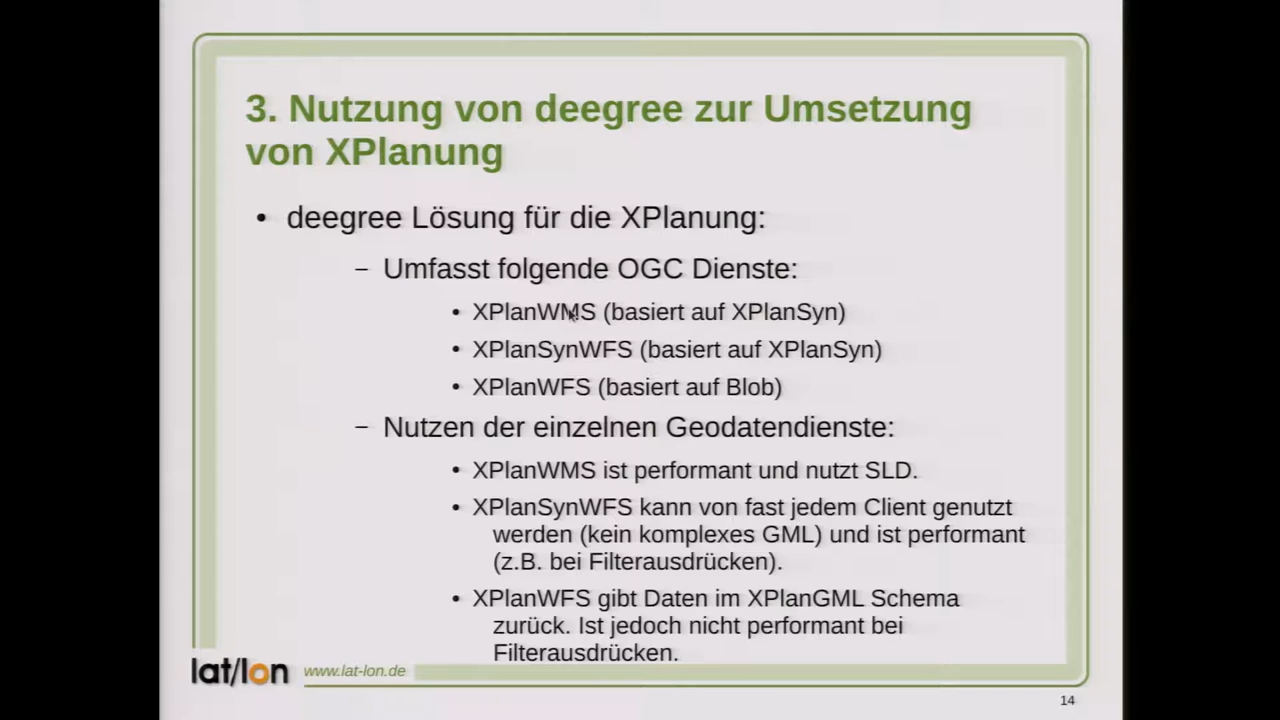 3. Nutzung von deegree zur Umsetzung
von XPlanung
• deegree Lösung für die XPlanung:
– Umfasst folgende OGC Dienste:
• XPlanWMS (basiert auf XPlanSyn)
• XPlanSynWFS (basiert auf XPlanSyn)
• XPlanWFS (basiert auf Blob)
– Nutzen der einzelnen Geodatendienste:
• XPlanWMS ist performant und nutzt SLD.
• XPlanSynWFS kann von fast jedem Client genutzt
werden (kein komplexes GML) und ist performant
(z.B. bei Filterausdrücken).
• XPlanWFS gibt Daten im XPlanGML Schema
zurück. Ist jedoch nicht performant bei
Filterausdrücken.
lat/lon www.lat-lon.de
14